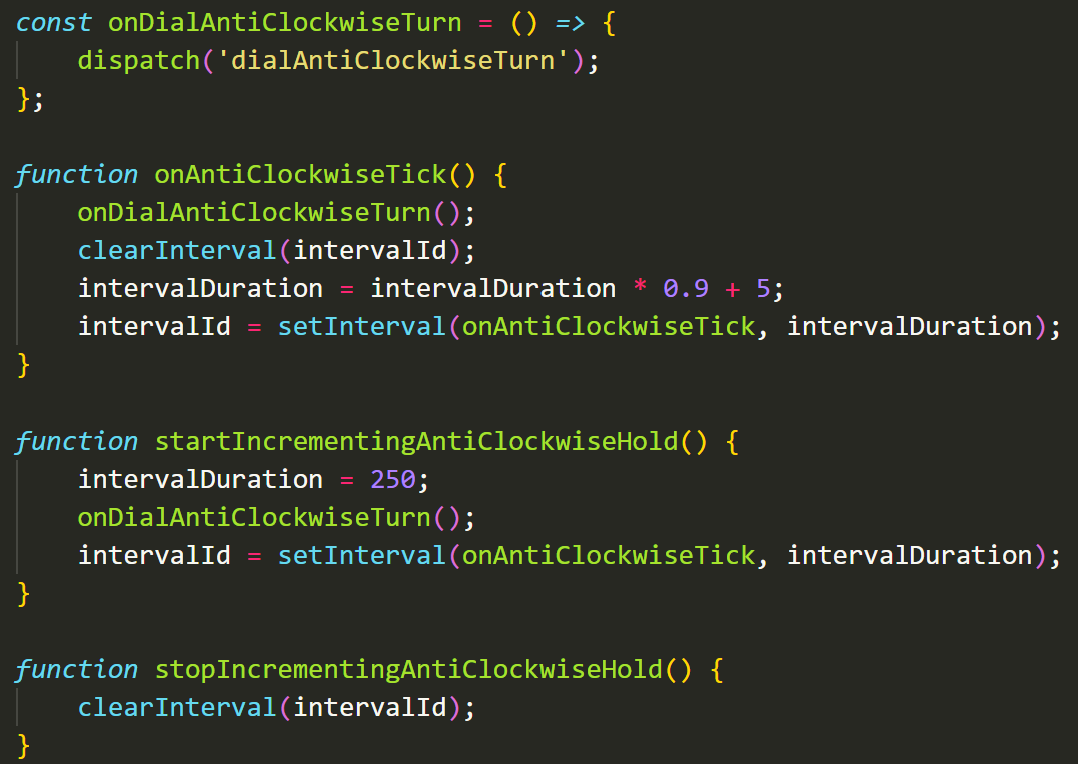 const onDialAntiClockwiseTurn = () => {
    dispatch('dialAntiClockwiseTurn');
};

function onAntiClockwiseTick() {
    onDialAntiClockwiseTurn();
    clearInterval(intervalId);
    intervalDuration = intervalDuration * 0.9 + 5;
    intervalId = setInterval(onAntiClockwiseTick, intervalDuration);
}

function startIncrementingAntiClockwiseHold() {
    intervalDuration = 250;
    onDialAntiClockwiseTurn();
    intervalId = setInterval(onAntiClockwiseTick, intervalDuration);
}

function stopIncrementingAntiClockwiseHold() {
    clearInterval(intervalId);
}